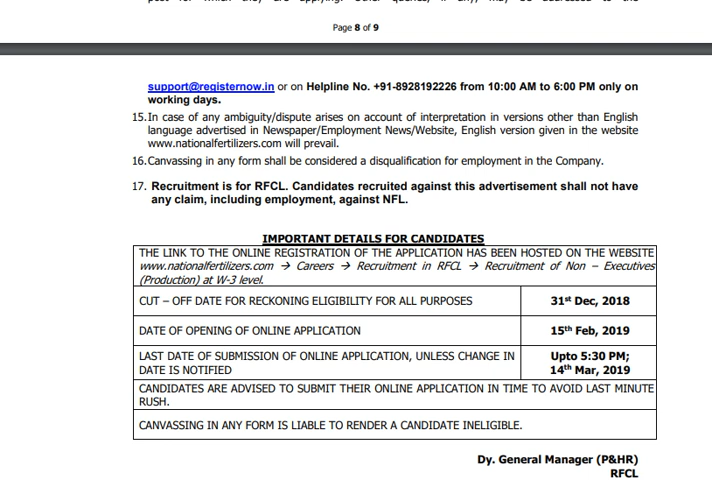 Page 8 of 9
support@registernow.in or on Helpline No. +91-8928192226 from 10:00 AM to 6:00 PM only on
working days.
15.In case of any ambiguity/dispute arises on account of interpretation in versions other than English
language advertised in Newspaper/Employment News/Website, English version given in the website
www.nationalfertilizers.com will prevail.
16.Canvassing in any form shall be considered a disqualification for employment in the Company.
17. Recruitment is for RFCL. Candidates recruited against this advertisement shall not have
any claim, including employment, against NFL.
IMPORTANT DETAILS FOR CANDIDATES
THE LINK TO THE ONLINE REGISTRATION OF THE APPLICATION HAS BEEN HOSTED ON THE WEBSITE
www.nationalfertilizers.com → Careers → Recruitment in RFCL → Recruitment of Non – Executives
(Production) at W-3 level.
CUT – OFF DATE FOR RECKONING ELIGIBILITY FOR ALL PURPOSES
31st Dec, 2018
DATE OF OPENING OF ONLINE APPLICATION
15th Feb, 2019
LAST DATE OF SUBMISSION OF ONLINE APPLICATION, UNLESS CHANGE IN
DATE IS NOTIFIED
Upto 5:30 PM;
14th Mar, 2019
CANDIDATES ARE ADVISED TO SUBMIT THEIR ONLINE APPLICATION IN TIME TO AVOID LAST MINUTE
RUSH.
CANVASSING IN ANY FORM IS LIABLE TO RENDER A CANDIDATE INELIGIBLE.
Dy. General Manager (P&HR)
RFCL